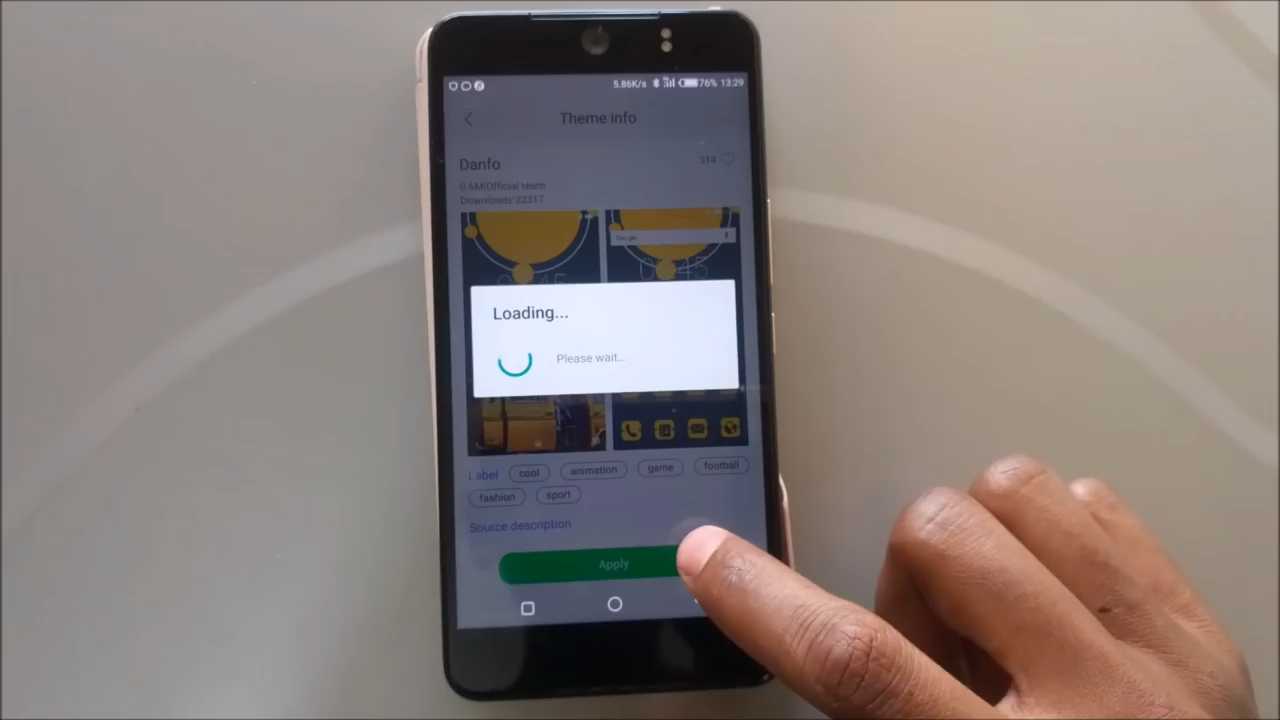 5.86K/s 76% 13:29
Theme info
Danfo 314
0.6M|Official team
Downloads:22317
Google
Loading...
Please wait...
Label cool animation game football
fashion sport
Source description
Apply